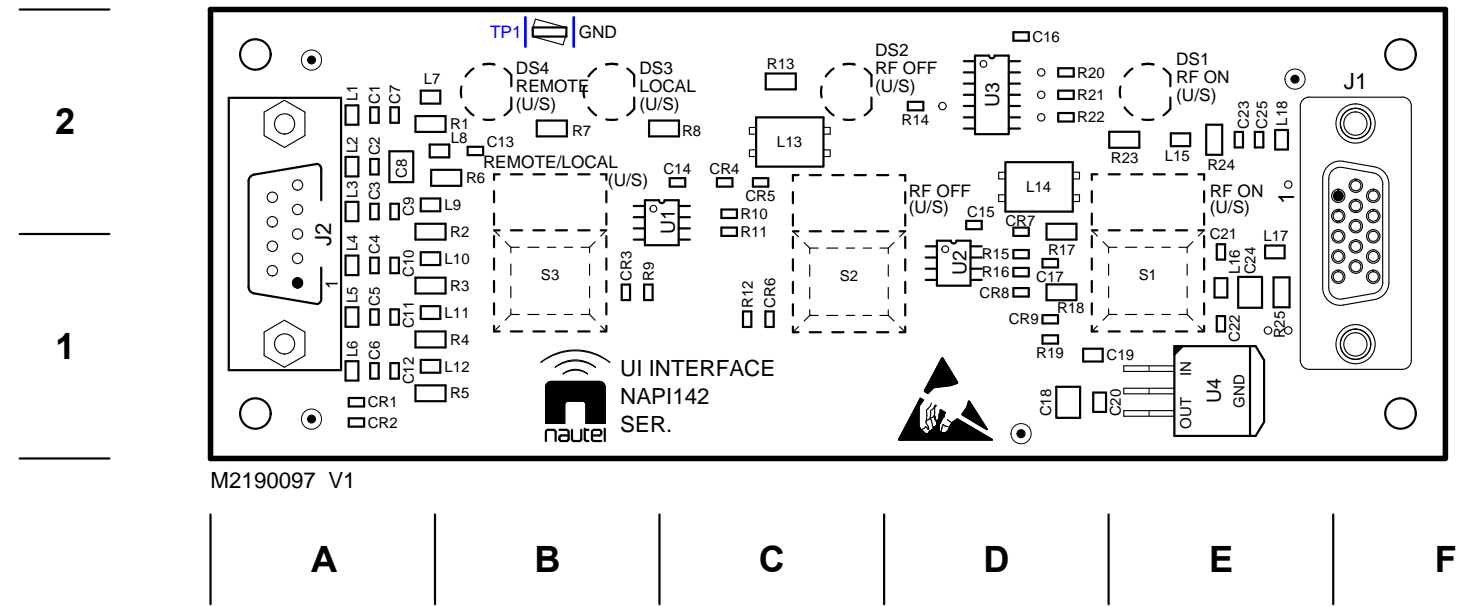 TP1 GND
C16
DS4
REMOTE
(U/S)
DS3
LOCAL
(U/S)
DS2
RF OFF
(U/S)
DS1
RF ON
(U/S)
J1
R13
U3
R20
R21
R22
R14
L7
L1
C1
C7
R1
L8
C13
R7
R8
L13
R23
L15
R24
C23
C25
L18
2
L2
C2
C8
R6
REMOTE/LOCAL
(U/S)
C14
CR4
CR5
RF OFF
(U/S)
L14
RF ON
(U/S)
1
L3
C3
C9
L9
R2
U1
R10
R11
C15
CR7
R17
J2
L4
C4
C10
L10
S3
CR3
R9
S2
U2
R15
R16
C17
CR8
R18
S1
C21
L16
C24
L17
1
R3
L5
C5
C11
L11
R12
CR6
CR9
R19
C22
R25
1
L6
C6
C12
R4
L12
R5
UI INTERFACE
NAPI142
SER.
nautel
C19
C18
C20
U4
IN
OUT
GND
CR1
CR2
M2190097 V1
A B C D E F